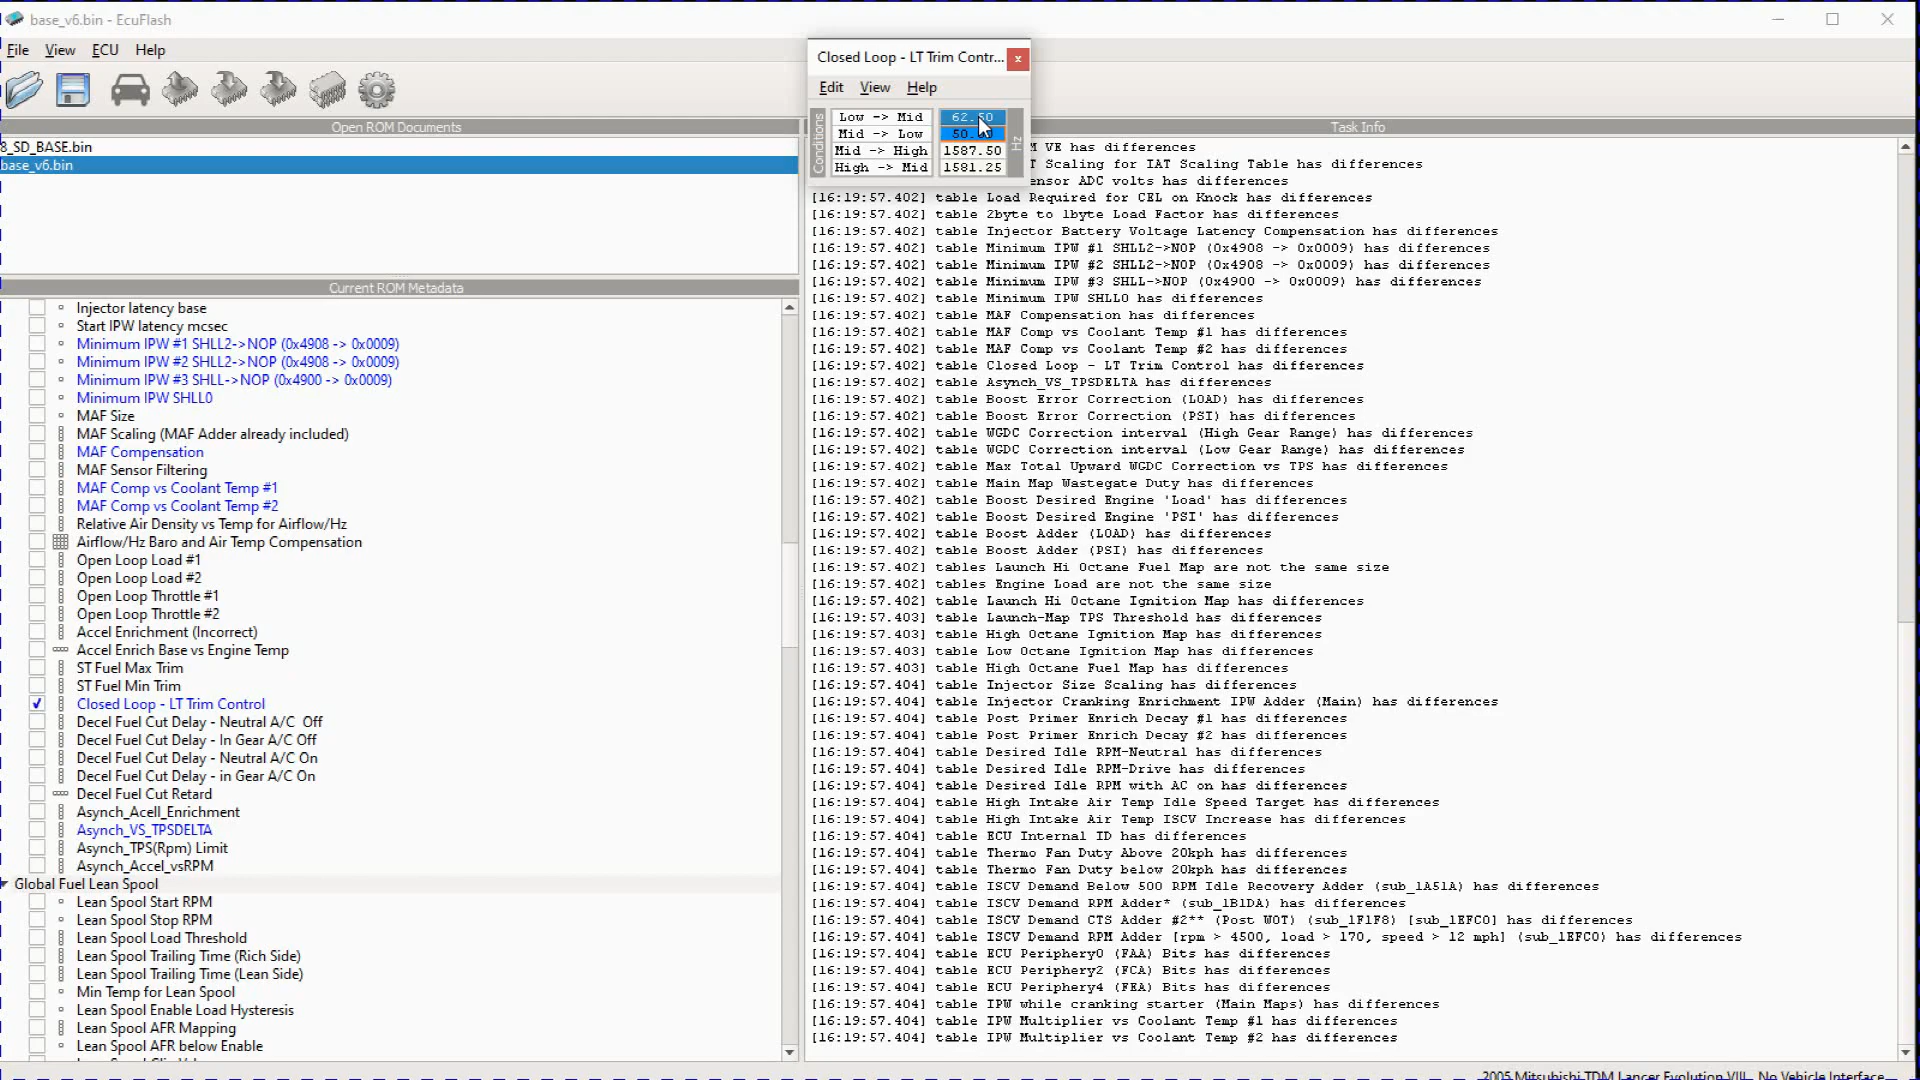 base_v6.bin - EcuFlash
File View ECU Help
Open ROM Documents
8_SD_BASE.bin
base_v6.bin
Current ROM Metadata
Injector latency base
Start IPW latency mcsec
Minimum IPW #1 SHLL2->NOP (0x4908 -> 0x0009)
Minimum IPW #2 SHLL2->NOP (0x4908 -> 0x0009)
Minimum IPW #3 SHLL->NOP (0x4900 -> 0x0009)
Minimum IPW SHLL0
MAF Size
MAF Scaling (MAF Adder already included)
MAF Compensation
MAF Sensor Filtering
MAF Comp vs Coolant Temp #1
MAF Comp vs Coolant Temp #2
Relative Air Density vs Temp for Airflow/Hz
Airflow/Hz Baro and Air Temp Compensation
Open Loop Load #1
Open Loop Load #2
Open Loop Throttle #1
Open Loop Throttle #2
Accel Enrichment (Incorrect)
Accel Enrich Base vs Engine Temp
ST Fuel Max Trim
ST Fuel Min Trim
Closed Loop - LT Trim Control
Decel Fuel Cut Delay - Neutral A/C  Off
Decel Fuel Cut Delay - In Gear A/C Off
Decel Fuel Cut Delay - Neutral A/C On
Decel Fuel Cut Delay - in Gear A/C On
Decel Fuel Cut Retard
Asynch_Acell_Enrichment
Asynch_VS_TPSDELTA
Asynch_TPS(Rpm) Limit
Asynch_Accel_vsRPM
Global Fuel Lean Spool
Lean Spool Start RPM
Lean Spool Stop RPM
Lean Spool Load Threshold
Lean Spool Trailing Time (Rich Side)
Lean Spool Trailing Time (Lean Side)
Min Temp for Lean Spool
Lean Spool Enable Load Hysteresis
Lean Spool AFR Mapping
Lean Spool AFR below Enable
Closed Loop - LT Trim Contr... x
Edit View Help
Conditions
Low -> Mid 62.50
Mid -> Low 50.
Mid -> High 1587.50
High -> Mid 1581.25
Hz
Task Info
M VE has differences
T Scaling for IAT Scaling Table has differences
ensor ADC volts has differences
[16:19:57.402] table Load Required for CEL on Knock has differences
[16:19:57.402] table 2byte to 1byte Load Factor has differences
[16:19:57.402] table Injector Battery Voltage Latency Compensation has differences
[16:19:57.402] table Minimum IPW #1 SHLL2->NOP (0x4908 -> 0x0009) has differences
[16:19:57.402] table Minimum IPW #2 SHLL2->NOP (0x4908 -> 0x0009) has differences
[16:19:57.402] table Minimum IPW #3 SHLL->NOP (0x4900 -> 0x0009) has differences
[16:19:57.402] table Minimum IPW SHLL0 has differences
[16:19:57.402] table MAF Compensation has differences
[16:19:57.402] table MAF Comp vs Coolant Temp #1 has differences
[16:19:57.402] table MAF Comp vs Coolant Temp #2 has differences
[16:19:57.402] table Closed Loop - LT Trim Control has differences
[16:19:57.402] table Asynch_VS_TPSDELTA has differences
[16:19:57.402] table Boost Error Correction (LOAD) has differences
[16:19:57.402] table Boost Error Correction (PSI) has differences
[16:19:57.402] table WGDC Correction interval (High Gear Range) has differences
[16:19:57.402] table WGDC Correction interval (Low Gear Range) has differences
[16:19:57.402] table Max Total Upward WGDC Correction vs TPS has differences
[16:19:57.402] table Main Map Wastegate Duty has differences
[16:19:57.402] table Boost Desired Engine 'Load' has differences
[16:19:57.402] table Boost Desired Engine 'PSI' has differences
[16:19:57.402] table Boost Adder (LOAD) has differences
[16:19:57.402] table Boost Adder (PSI) has differences
[16:19:57.402] tables Launch Hi Octane Fuel Map are not the same size
[16:19:57.402] tables Engine Load are not the same size
[16:19:57.402] table Launch Hi Octane Ignition Map has differences
[16:19:57.403] table Launch-Map TPS Threshold has differences
[16:19:57.403] table High Octane Ignition Map has differences
[16:19:57.403] table Low Octane Ignition Map has differences
[16:19:57.403] table High Octane Fuel Map has differences
[16:19:57.404] table Injector Size Scaling has differences
[16:19:57.404] table Injector Cranking Enrichment IPW Adder (Main) has differences
[16:19:57.404] table Post Primer Enrich Decay #1 has differences
[16:19:57.404] table Post Primer Enrich Decay #2 has differences
[16:19:57.404] table Desired Idle RPM-Neutral has differences
[16:19:57.404] table Desired Idle RPM-Drive has differences
[16:19:57.404] table Desired Idle RPM with AC on has differences
[16:19:57.404] table High Intake Air Temp Idle Speed Target has differences
[16:19:57.404] table High Intake Air Temp ISCV Increase has differences
[16:19:57.404] table ECU Internal ID has differences
[16:19:57.404] table Thermo Fan Duty Above 20kph has differences
[16:19:57.404] table Thermo Fan Duty below 20kph has differences
[16:19:57.404] table ISCV Demand Below 500 RPM Idle Recovery Adder (sub_1A51A) has differences
[16:19:57.404] table ISCV Demand RPM Adder* (sub_1B1DA) has differences
[16:19:57.404] table ISCV Demand CTS Adder #2** (Post WOT) (sub_1F1F8) [sub_1EFC0] has differences
[16:19:57.404] table ISCV Demand RPM Adder [rpm > 4500, load > 170, speed > 12 mph] (sub_1EFC0) has differences
[16:19:57.404] table ECU Periphery0 (FAA) Bits has differences
[16:19:57.404] table ECU Periphery2 (FCA) Bits has differences
[16:19:57.404] table ECU Periphery4 (FEA) Bits has differences
[16:19:57.404] table IPW while cranking starter (Main Maps) has differences
[16:19:57.404] table IPW Multiplier vs Coolant Temp #1 has differences
[16:19:57.404] table IPW Multiplier vs Coolant Temp #2 has differences
2005 Mitsubishi TDM Lancer Evolution VIII No Vehicle Interface